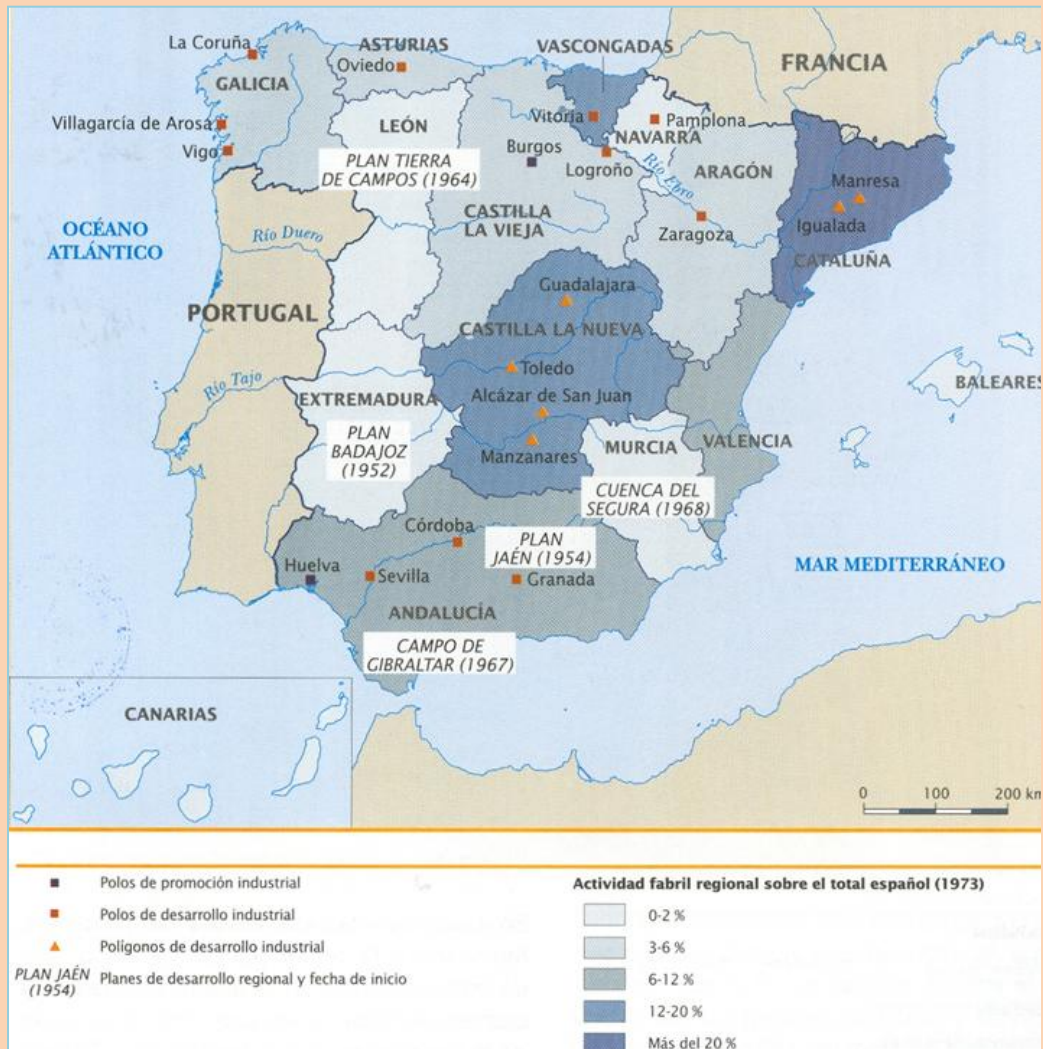 La Coruña
ASTURIAS
Oviedo
VASCONGADAS
FRANCIA
GALICIA
Villagarcía de Arosa
Vigo
LEÓN
PLAN TIERRA
DE CAMPOS (1964)
Vitoria
Pamplona
NAVARRA
Burgos
Logroño
Río Ebro
ARAGÓN
Manresa
Igualada
CATALUÑA
CASTILLA
LA VIEJA
Zaragoza
OCÉANO
ATLÁNTICO
Río Duero
PORTUGAL
Guadalajara
CASTILLA LA NUEVA
Río Tajo
Toledo
BALEARES
EXTREMADURA
Alcázar de San Juan
PLAN
BADAJOZ
(1952)
Manzanares
MURCIA
VALENCIA
CUENCA DEL
SEGURA (1968)
Córdoba
PLAN
JAÉN (1954)
Huelva
Sevilla
Granada
MAR MEDITERRÁNEO
ANDALUCÍA
CAMPO DE
GIBRALTAR (1967)
CANARIAS
0 100 200 km
Polos de promoción industrial
Polos de desarrollo industrial
Polígonos de desarrollo industrial
PLAN JAÉN
(1954)
Planes de desarrollo regional y fecha de inicio
Actividad fabril regional sobre el total español (1973)
0-2 %
3-6 %
6-12 %
12-20 %
Más del 20 %